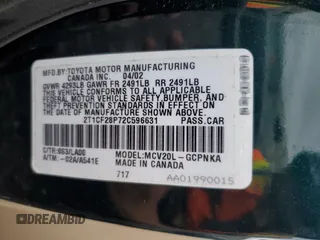 MFD.BY:TOYOTA MOTOR MANUFACTURING
CANADA INC. 04/02
GVWR 4293LB GAWR FR 2491LB RR 2491LB
THIS VEHICLE CONFORMS TO ALL APPLICABLE
FEDERAL MOTOR VEHICLE SAFETY, BUMPER, AND
THEFT PREVENTION STANDARDS IN EFFECT ON
THE DATE OF MANUFACTURE SHOWN ABOVE.
2T1CF28P72C596631 PASS.CAR
C/TR:6S3/LA00 MODEL:MCV20L-GCPNKA
A/TM:-02A/A541E MADE IN CANADA
717
AA01990015
DREAMBID